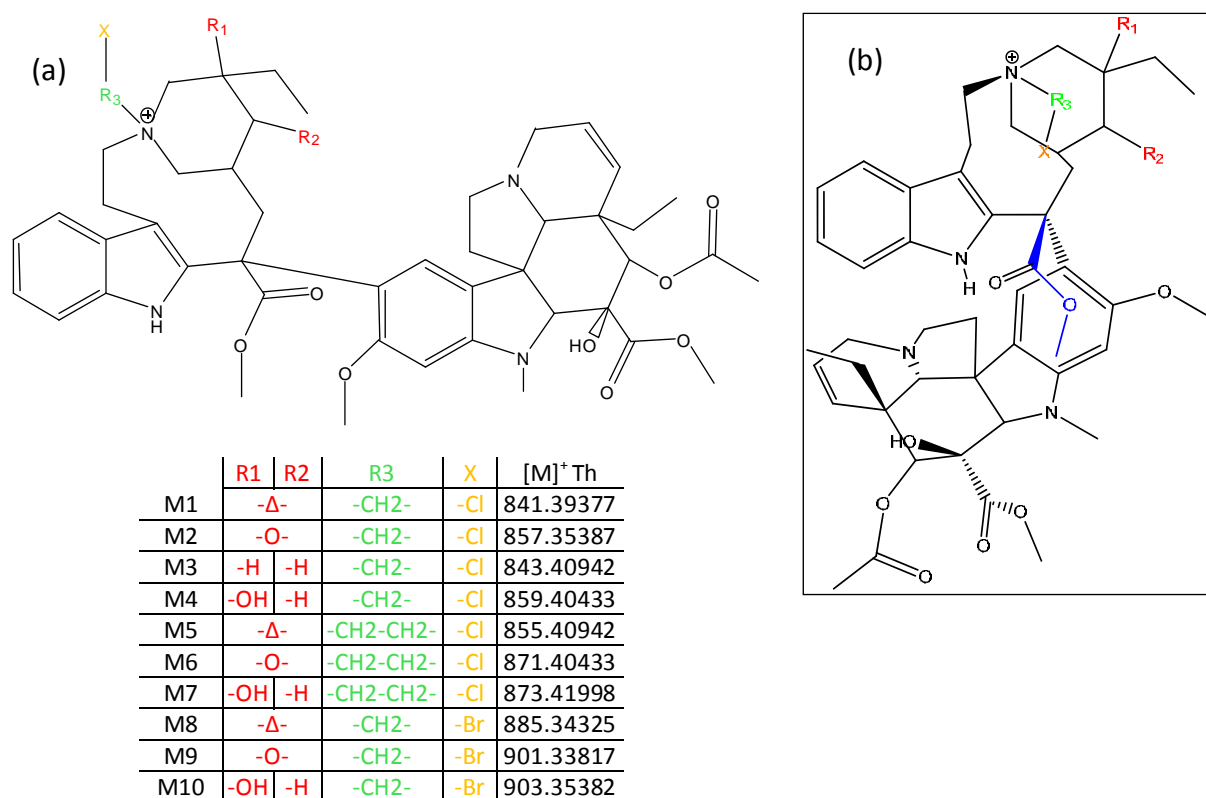 (a)
X
R3
⊕
N
R1
R2
N
O
O
O
NH
O
O
N
HO
O
O
O
(b)
R1
N
⊕
R3
X
R2
N
H
O
O
O
N
N
HO
O
O
O
O
R1 R2 R3 X [M]+ Th
M1 -Δ- -CH2- -Cl 841.39377
M2 -O- -CH2- -Cl 857.35387
M3 -H -H -CH2- -Cl 843.40942
M4 -OH -H -CH2- -Cl 859.40433
M5 -Δ- -CH2-CH2- -Cl 855.40942
M6 -O- -CH2-CH2- -Cl 871.40433
M7 -OH -H -CH2-CH2- -Cl 873.41998
M8 -Δ- -CH2- -Br 885.34325
M9 -O- -CH2- -Br 901.33817
M10 -OH -H -CH2- -Br 903.35382